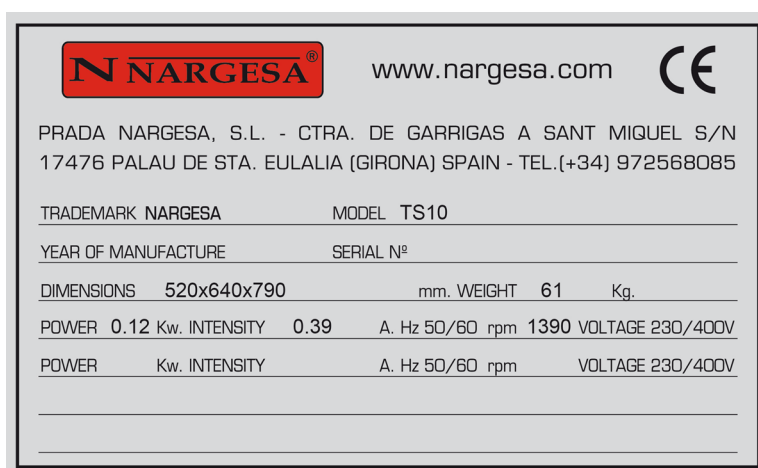 N NARGESA® www.nargesa.com CE
PRADA NARGESA, S.L. - CTRA. DE GARRIGAS A SANT MIQUEL S/N
17476 PALAU DE STA. EULALIA (GIRONA) SPAIN - TEL.(+34) 972568085
TRADEMARK NARGESA MODEL TS10
YEAR OF MANUFACTURE SERIAL Nº
DIMENSIONS 520x640x790 mm. WEIGHT 61 Kg.
POWER 0.12 Kw. INTENSITY 0.39 A. Hz 50/60 rpm 1390 VOLTAGE 230/400V
POWER Kw. INTENSITY A. Hz 50/60 rpm VOLTAGE 230/400V